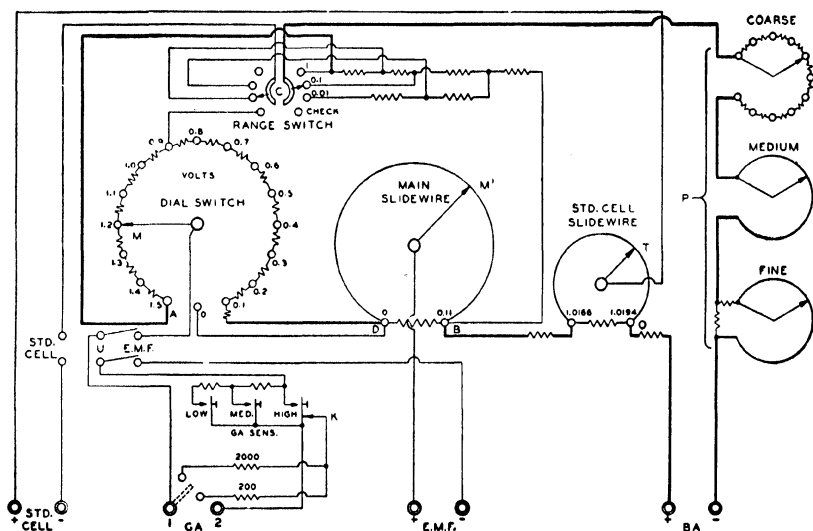 COARSE
1
0.1
0.01
C
CHECK
RANGE SWITCH
MEDIUM
P
FINE
0.9
0.8
0.7
0.6
0.5
0.4
0.3
0.2
0.1
0
1.0
1.1
1.2
1.3
1.4
1.5
VOLTS
DIAL SWITCH
M
A
MAIN
SLIDEWIRE
M'
0
0.11
D
B
STD. CELL
SLIDEWIRE
T
1.0166
1.0194
O
STD.
CELL
U
E.M.F.
LOW
MED.
HIGH
K
GA SENS.
2000
200
+
STD.
CELL
-
1
GA
2
+
E.M.F.
-
+
BA
-